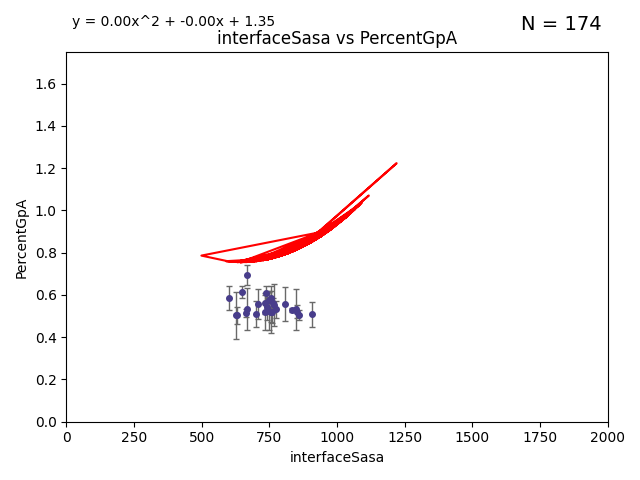 y = 0.00x^2 + -0.00x + 1.35
N = 174
interfaceSasa vs PercentGpA
PercentGpA
1.6
1.4
1.2
1.0
0.8
0.6
0.4
0.2
0.0
0 250 500 750 1000 1250 1500 1750 2000
interfaceSasa